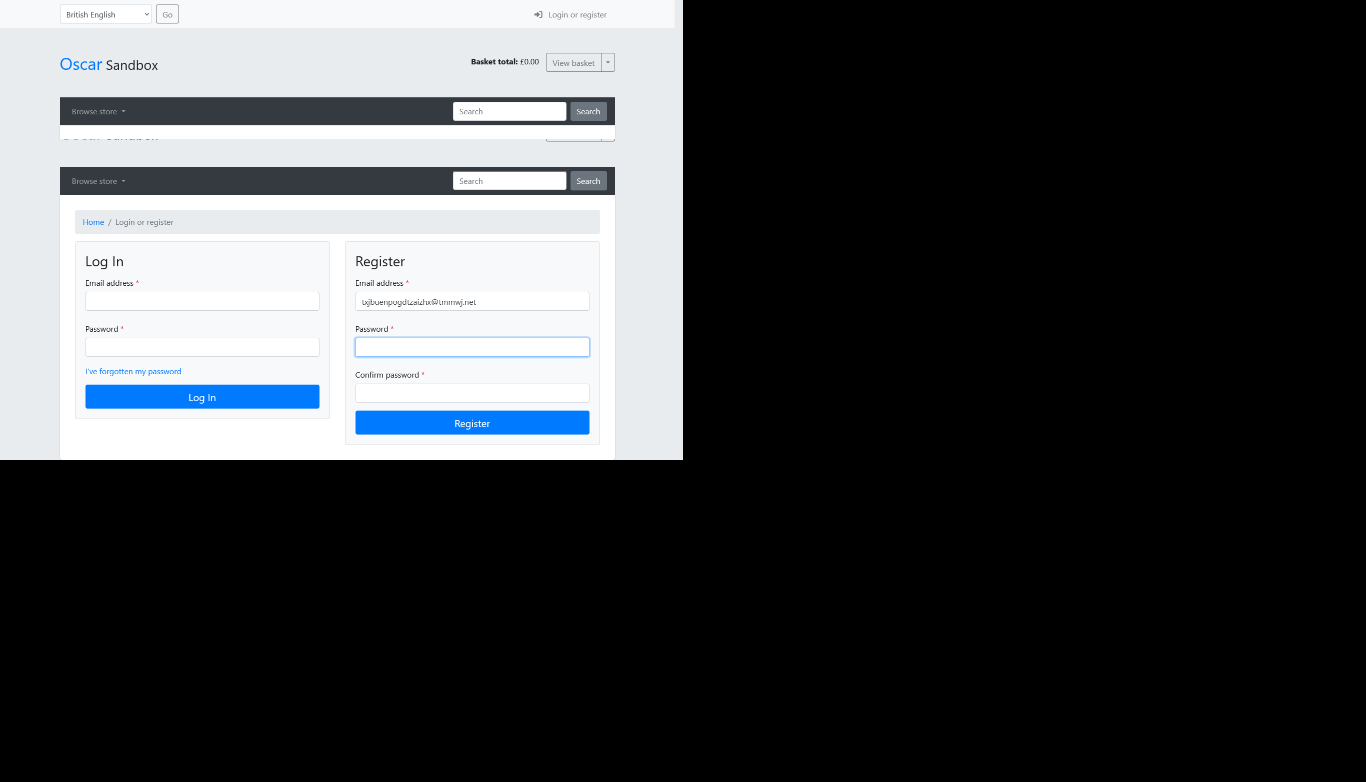 British English Go Login or register
Oscar Sandbox Basket total: £0.00 View basket
Browse store Search Search
Browse store Search Search
Home / Login or register
Log In Register
Email address * Email address *
txjbuenpogdtzaizhx@tmmwj.net
Password * Password *
I've forgotten my password Confirm password *
Log In
Register